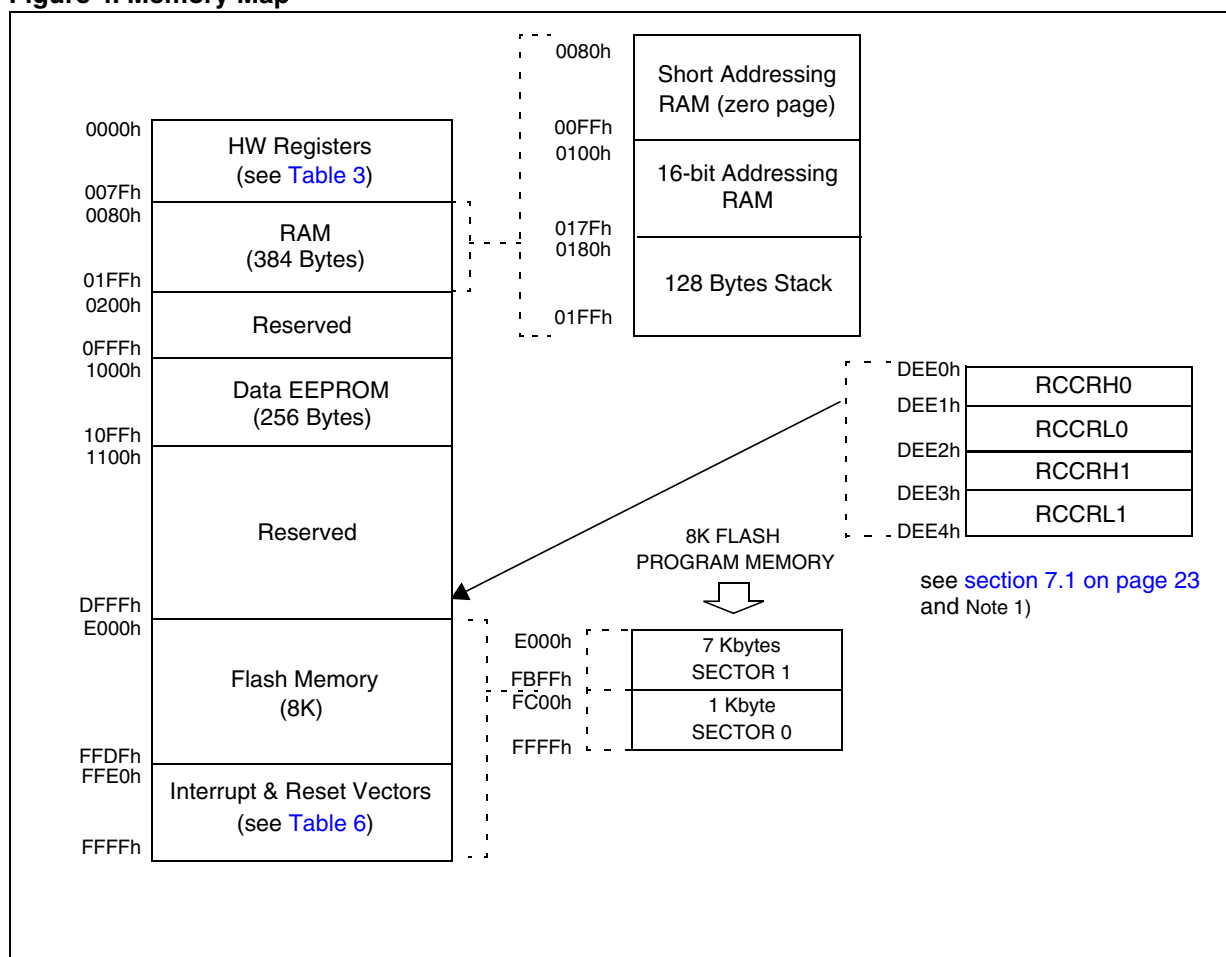 Figure 4. Memory Map
0000h
HW Registers
(see Table 3)
007Fh
0080h
RAM
(384 Bytes)
01FFh
0200h
Reserved
0FFFh
1000h
Data EEPROM
(256 Bytes)
10FFh
1100h
Reserved
DFFFh
E000h
Flash Memory
(8K)
FFDFh
FFE0h
Interrupt & Reset Vectors
(see Table 6)
FFFFh
0080h
Short Addressing
RAM (zero page)
00FFh
0100h
16-bit Addressing
RAM
017Fh
0180h
128 Bytes Stack
01FFh
8K FLASH
PROGRAM MEMORY
E000h
7 Kbytes
SECTOR 1
FBFFh
FC00h
1 Kbyte
SECTOR 0
FFFFh
DEE0h
RCCRH0
DEE1h
RCCRL0
DEE2h
RCCRH1
DEE3h
RCCRL1
DEE4h
see section 7.1 on page 23
and Note 1)